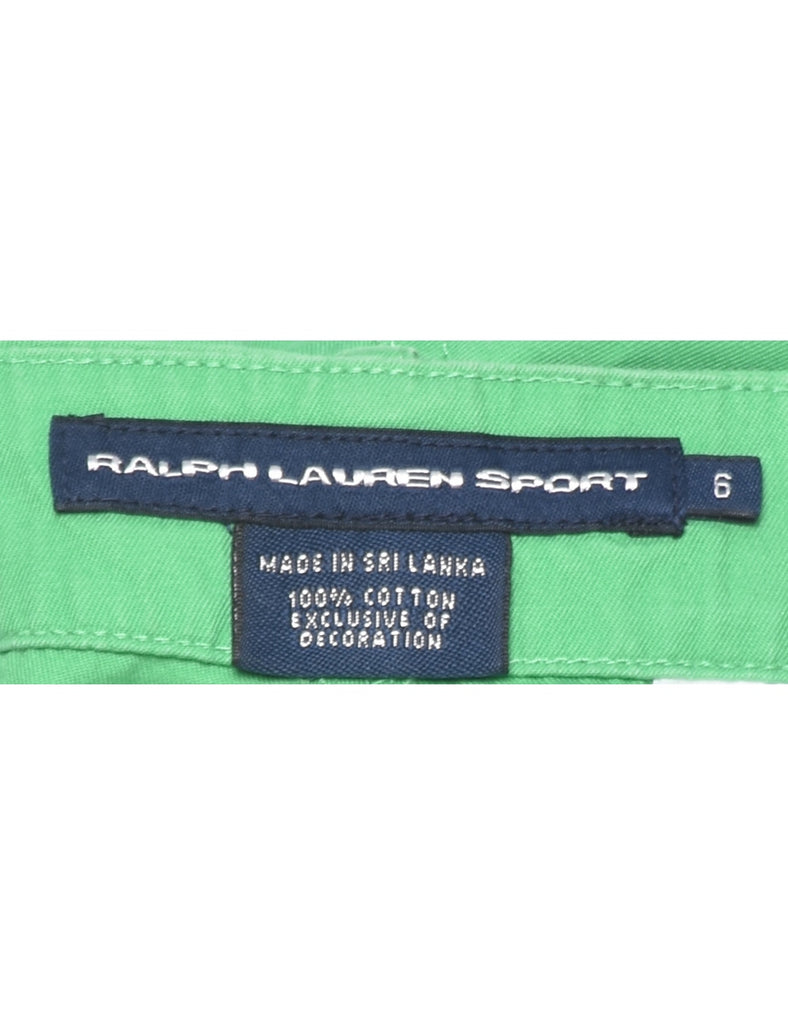 RALPH LAUREN SPORT
6
MADE IN SRI LANKA
100% COTTON
EXCLUSIVE OF
DECORATION